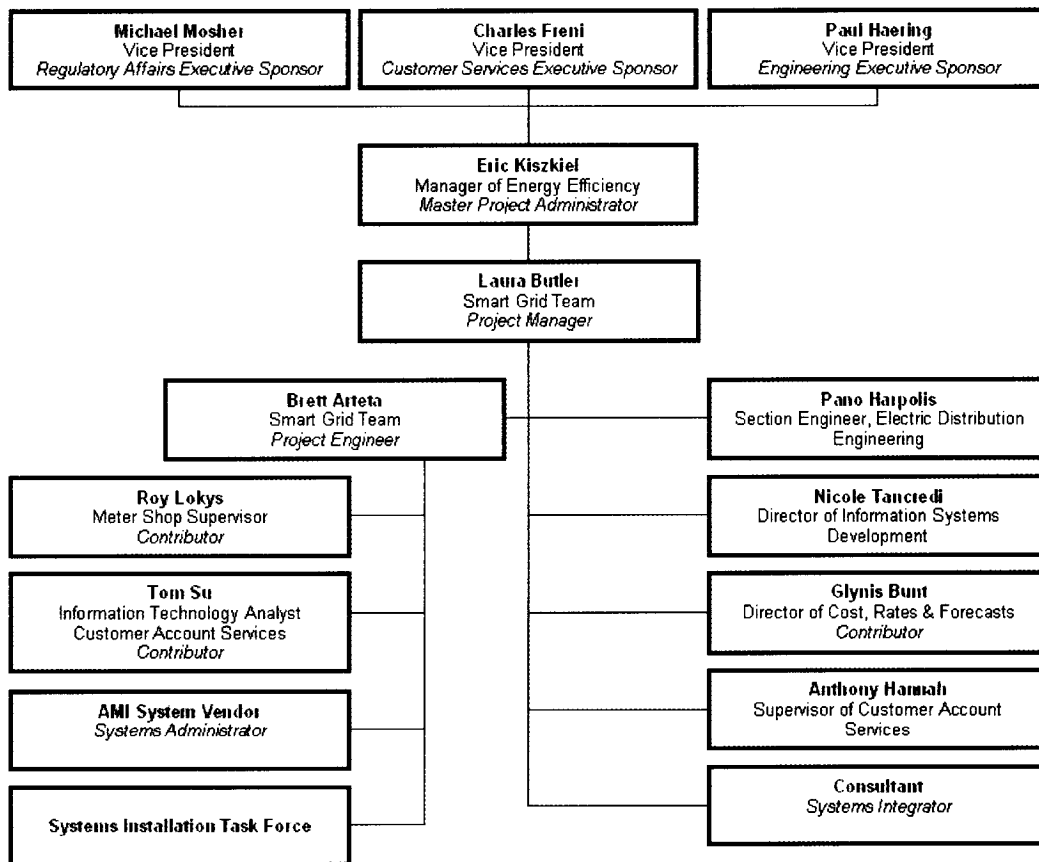 Michael Mosher
Vice President
Regulatory Affairs Executive Sponsor
Charles Freni
Vice President
Customer Services Executive Sponsor
Paul Haering
Vice President
Engineering Executive Sponsor
Eric Kiszkiel
Manager of Energy Efficiency
Master Project Administrator
Laura Butler
Smart Grid Team
Project Manager
Brett Arteta
Smart Grid Team
Project Engineer
Pano Harpolis
Section Engineer, Electric Distribution
Engineering
Roy Lokys
Meter Shop Supervisor
Contributor
Nicole Tancredi
Director of Information Systems
Development
Tom Su
Information Technology Analyst
Customer Account Services
Contributor
Glynis Bunt
Director of Cost, Rates & Forecasts
Contributor
AMI System Vendor
Systems Administrator
Anthony Hannah
Supervisor of Customer Account
Services
Systems Installation Task Force
Consultant
Systems Integrator